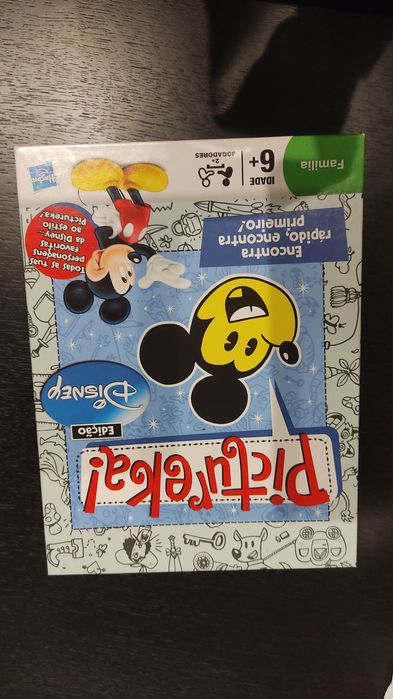 Pictureka!
Edição
Disney
Encontra
rápido, encontra
primeiro!
Todas as tuas
personagens
favoritas
da Disney...
ao estilo
Pictureka!
Família
IDADE
6+
2+
JOGADORES
Hasbro